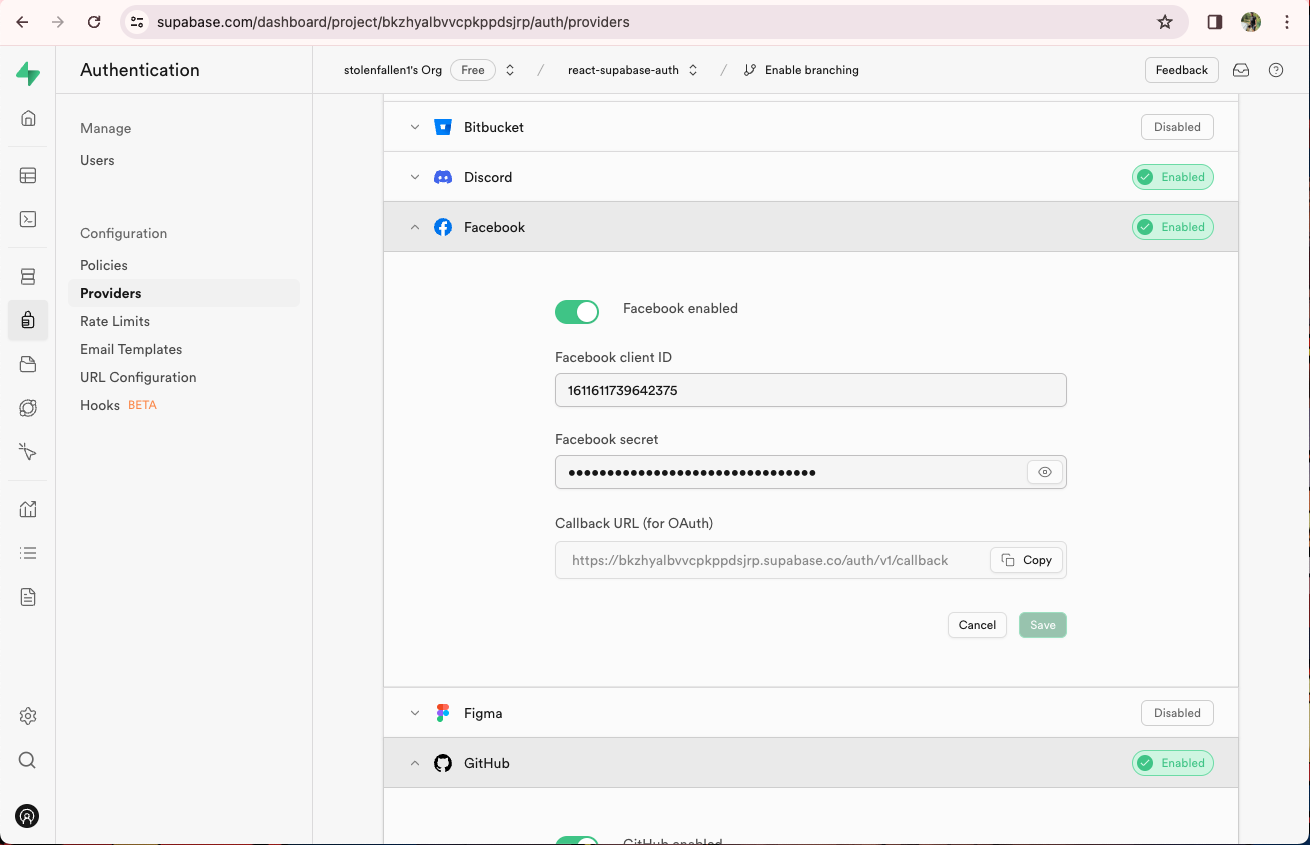 supabase.com/dashboard/project/bkzhyalbvvcpkppdsjrp/auth/providers
Authentication
stolenfallen1's Org Free / react-supabase-auth / Enable branching
Feedback
Manage
Users
Configuration
Policies
Providers
Rate Limits
Email Templates
URL Configuration
Hooks BETA
Bitbucket Disabled
Discord Enabled
Facebook Enabled
Facebook enabled
Facebook client ID
1611611739642375
Facebook secret
••••••••••••••••••••••••••••••••
Callback URL (for OAuth)
https://bkzhyalbvvcpkppdsjrp.supabase.co/auth/v1/callback Copy
Cancel Save
Figma Disabled
GitHub Enabled
GitHub enabled